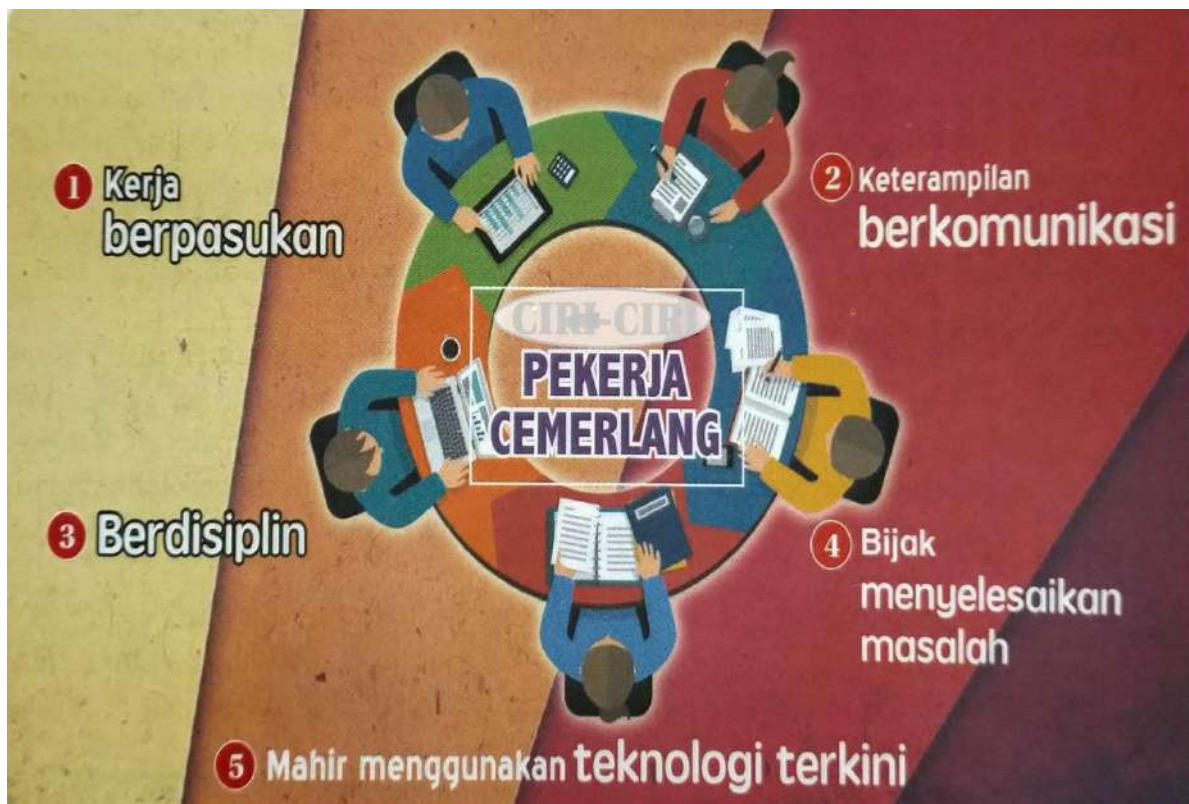 1 Kerja
berpasukan
2 Keterampilan
berkomunikasi
CIRI-CIRI
PEKERJA
CEMERLANG
3 Berdisiplin
4 Bijak
menyelesaikan
masalah
5 Mahir menggunakan teknologi terkini